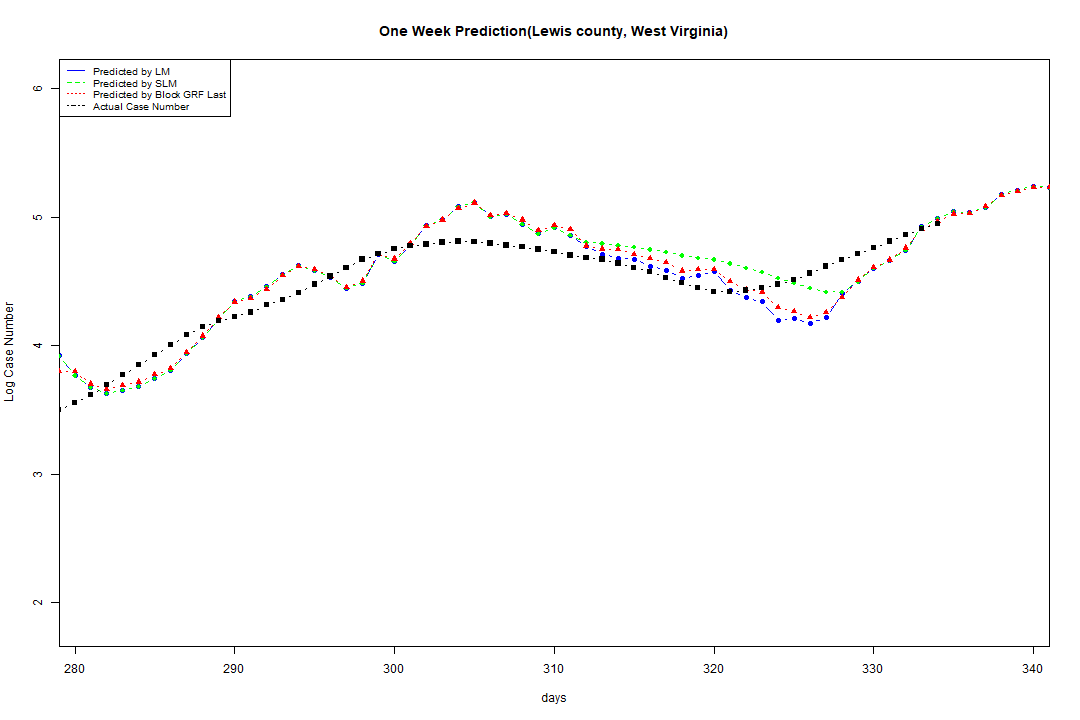 One Week Prediction(Lewis county, West Virginia)
Predicted by LM
Predicted by SLM
Predicted by Block GRF Last
Actual Case Number
6
5
4
3
2
Log Case Number
280 290 300 310 320 330 340
days